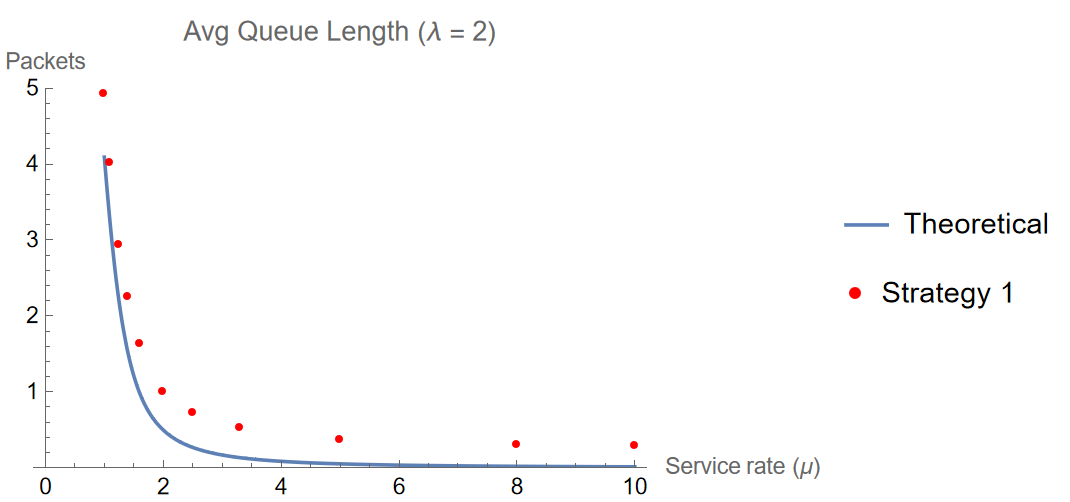 Avg Queue Length (λ = 2)
Packets
5
4
3
2
1
0 2 4 6 8 10
Service rate (μ)
Theoretical
Strategy 1